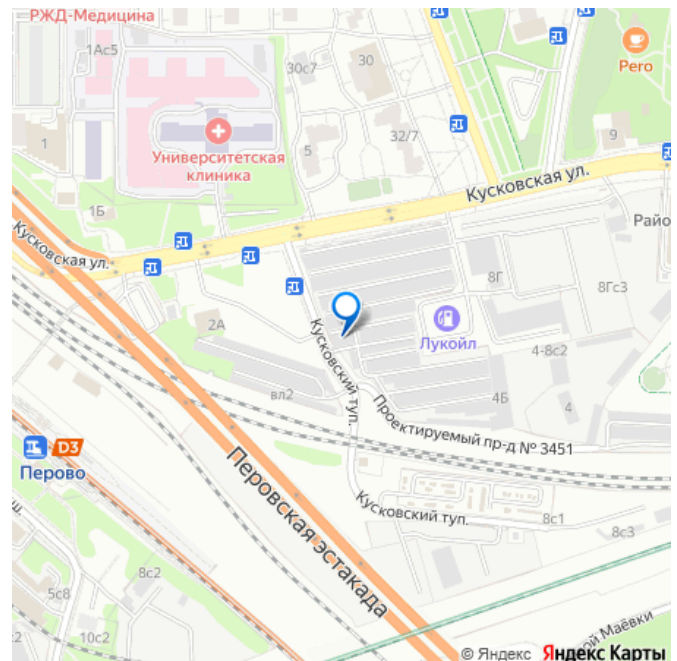 РЖД-Медицина
1Ас5
30с7
30
Рего
1
Университетская
клиника
5
32/7
9
Кусковская ул.
1Б
Кусковская ул.
Райо
8Г
8Гс3
2А
Лукойл
Кусковский туп.
4-8с2
вл2
4Б
4
Проектируемый пр-д № 3451
D3
Перово
Перовская эстакада
Кусковский туп.
8с1
8с3
ш.
8с2
5с8
10с2
ой Маёвки
© Яндекс Яндекс Карты